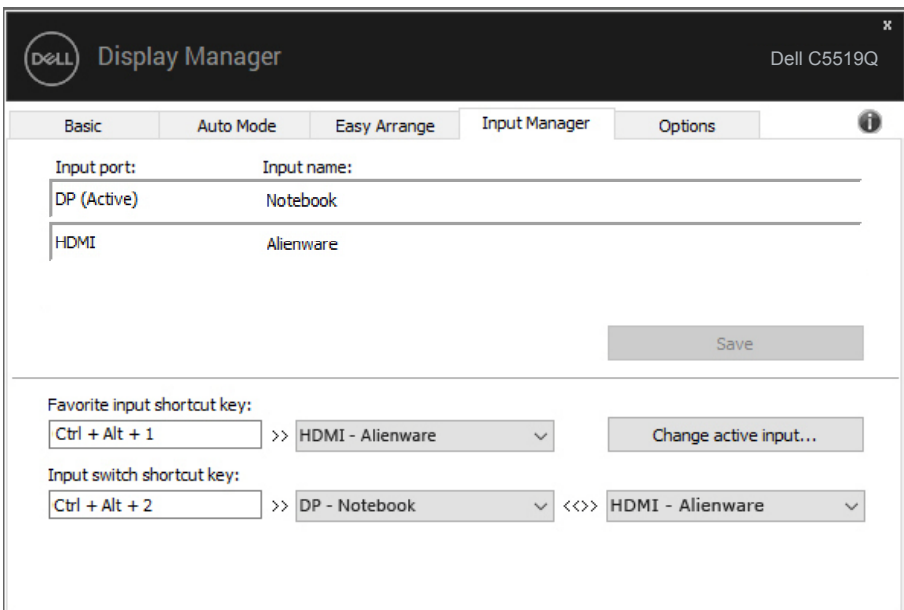 DELL Display Manager Dell C5519Q x
Basic Auto Mode Easy Arrange Input Manager Options i
Input port: Input name:
DP (Active) Notebook
HDMI Alienware
Save
Favorite input shortcut key:
Ctrl + Alt + 1 >> HDMI - Alienware Change active input...
Input switch shortcut key:
Ctrl + Alt + 2 >> DP - Notebook <<>> HDMI - Alienware